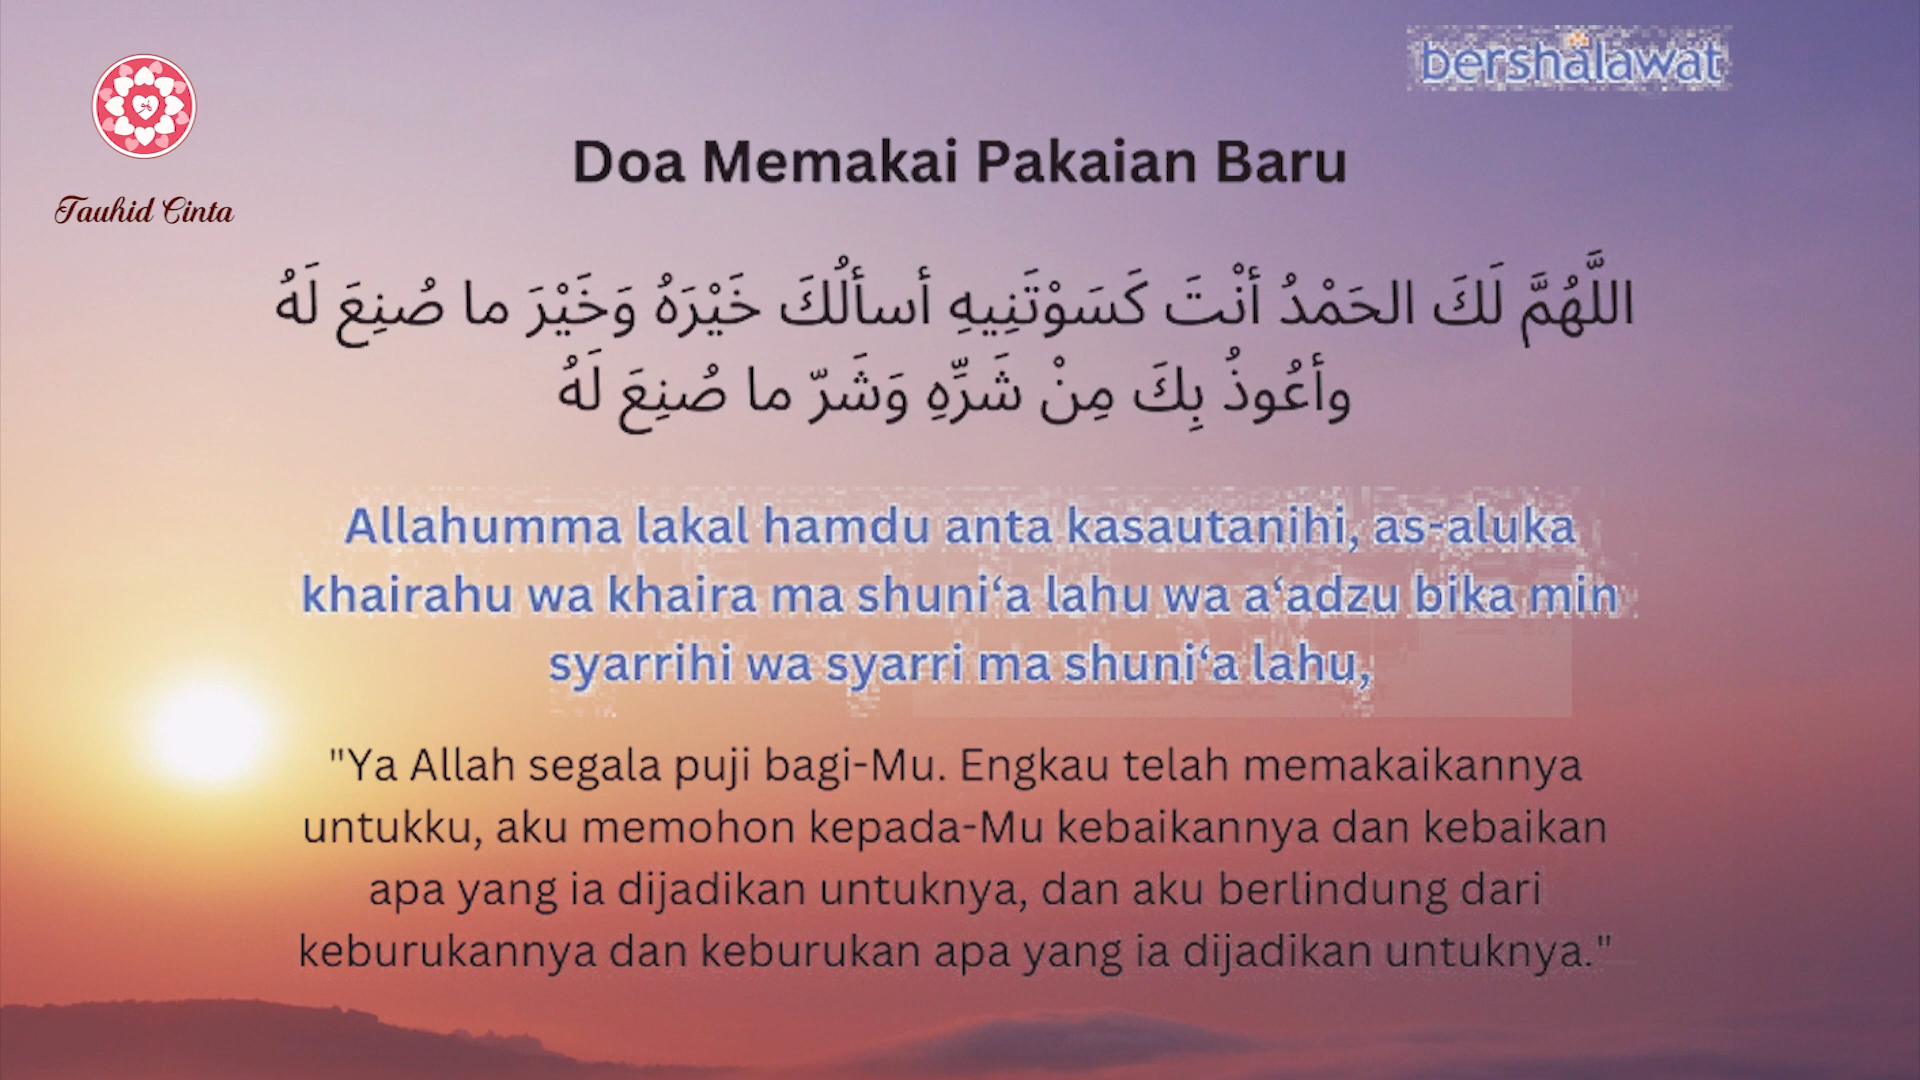 bershalawat
Tauhid Cinta
Doa Memakai Pakaian Baru
اللَّهُمَّ لَكَ الحَمْدُ أنْتَ كَسَوْتَنِيهِ أسألُكَ خَيْرَهُ وَخَيْرَ ما صُنِعَ لَهُ
وأعُوذُ بِكَ مِنْ شَرِّهِ وَشَرّ ما صُنِعَ لَهُ
Allahumma lakal hamdu anta kasautanihi, as-aluka
khairahu wa khaira ma shuni‘a lahu wa a‘adzu bika min
syarrihi wa syarri ma shuni‘a lahu,
"Ya Allah segala puji bagi-Mu. Engkau telah memakaikannya
untukku, aku memohon kepada-Mu kebaikannya dan kebaikan
apa yang ia dijadikan untuknya, dan aku berlindung dari
keburukannya dan keburukan apa yang ia dijadikan untuknya."